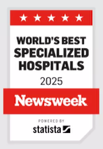 WORLD'S BEST
SPECIALIZED
HOSPITALS
2025
Newsweek
POWERED BY
statista